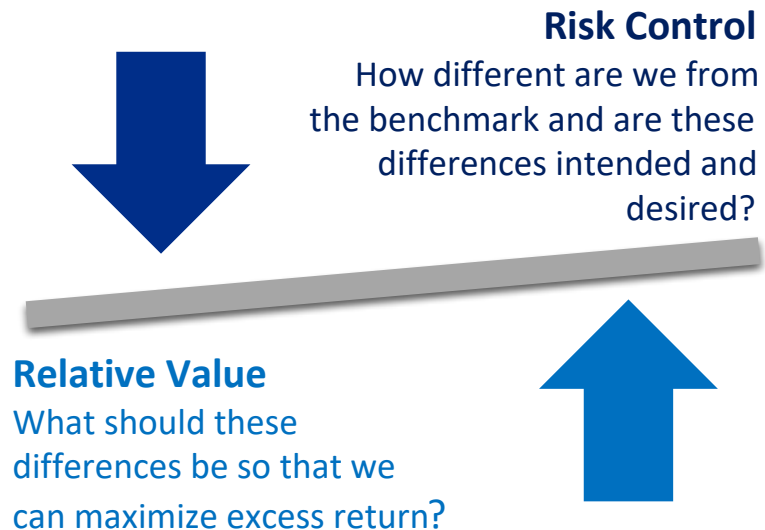 Risk Control
How different are we from
the benchmark and are these
differences intended and
desired?
Relative Value
What should these
differences be so that we
can maximize excess return?